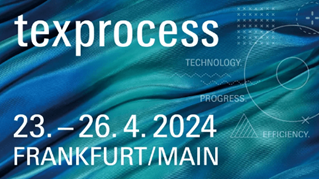 texprocess
TECHNOLOGY.
PROGRESS.
23. – 26. 4. 2024
EFFICIENCY.
FRANKFURT/MAIN